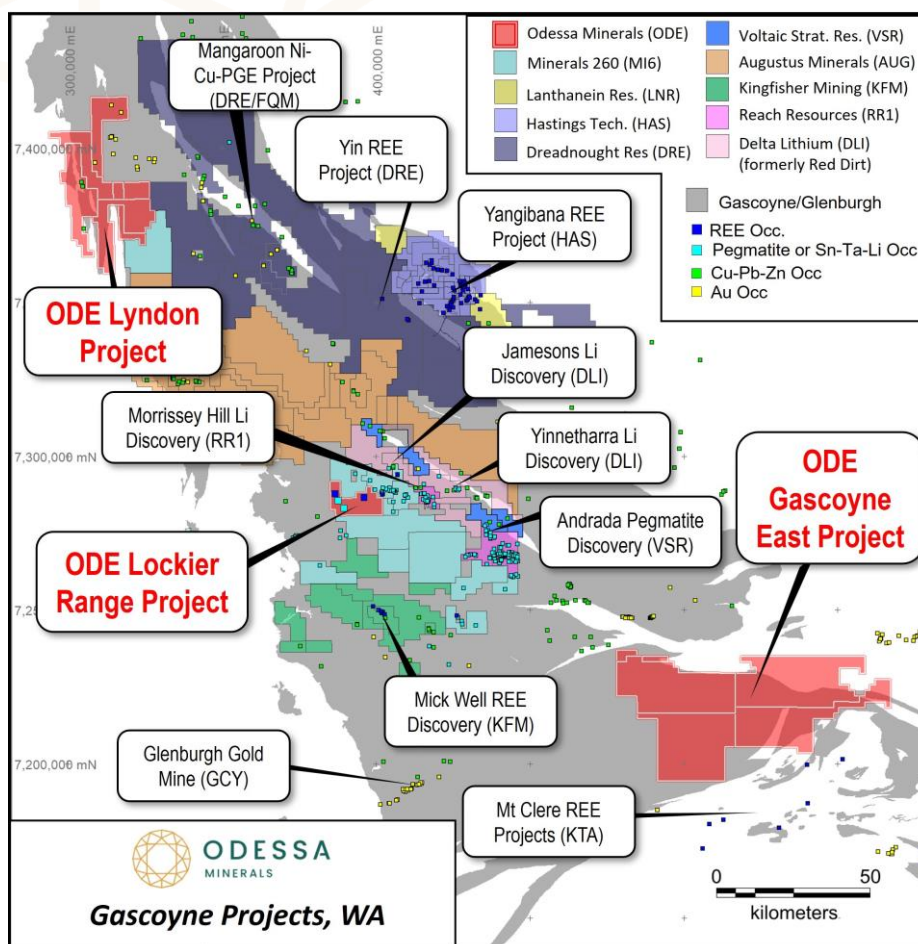 300,000 mE
400,000 mE
7,400,000 mN
7,300,000 mN
7,200,000 mN
Mangaroon Ni-
Cu-PGE Project
(DRE/FQM)
Yin REE
Project (DRE)
Yangibana REE
Project (HAS)
ODE Lyndon
Project
Jamesons Li
Discovery (DLI)
Morrissey Hill Li
Discovery (RR1)
Yinnetharra Li
Discovery (DLI)
Andrada Pegmatite
Discovery (VSR)
ODE
Gascoyne
East Project
ODE Lockier
Range Project
Mick Well REE
Discovery (KFM)
Glenburgh Gold
Mine (GCY)
Mt Clere REE
Projects (KTA)
Odessa Minerals (ODE)
Minerals 260 (MI6)
Lanthanein Res. (LNR)
Hastings Tech. (HAS)
Dreadnought Res (DRE)
Voltaic Strat. Res. (VSR)
Augustus Minerals (AUG)
Kingfisher Mining (KFM)
Reach Resources (RR1)
Delta Lithium (DLI)
(formerly Red Dirt)
Gascoyne/Glenburgh
REE Occ.
Pegmatite or Sn-Ta-Li Occ
Cu-Pb-Zn Occ
Au Occ
0 50
kilometers
ODESSA
MINERALS
Gascoyne Projects, WA